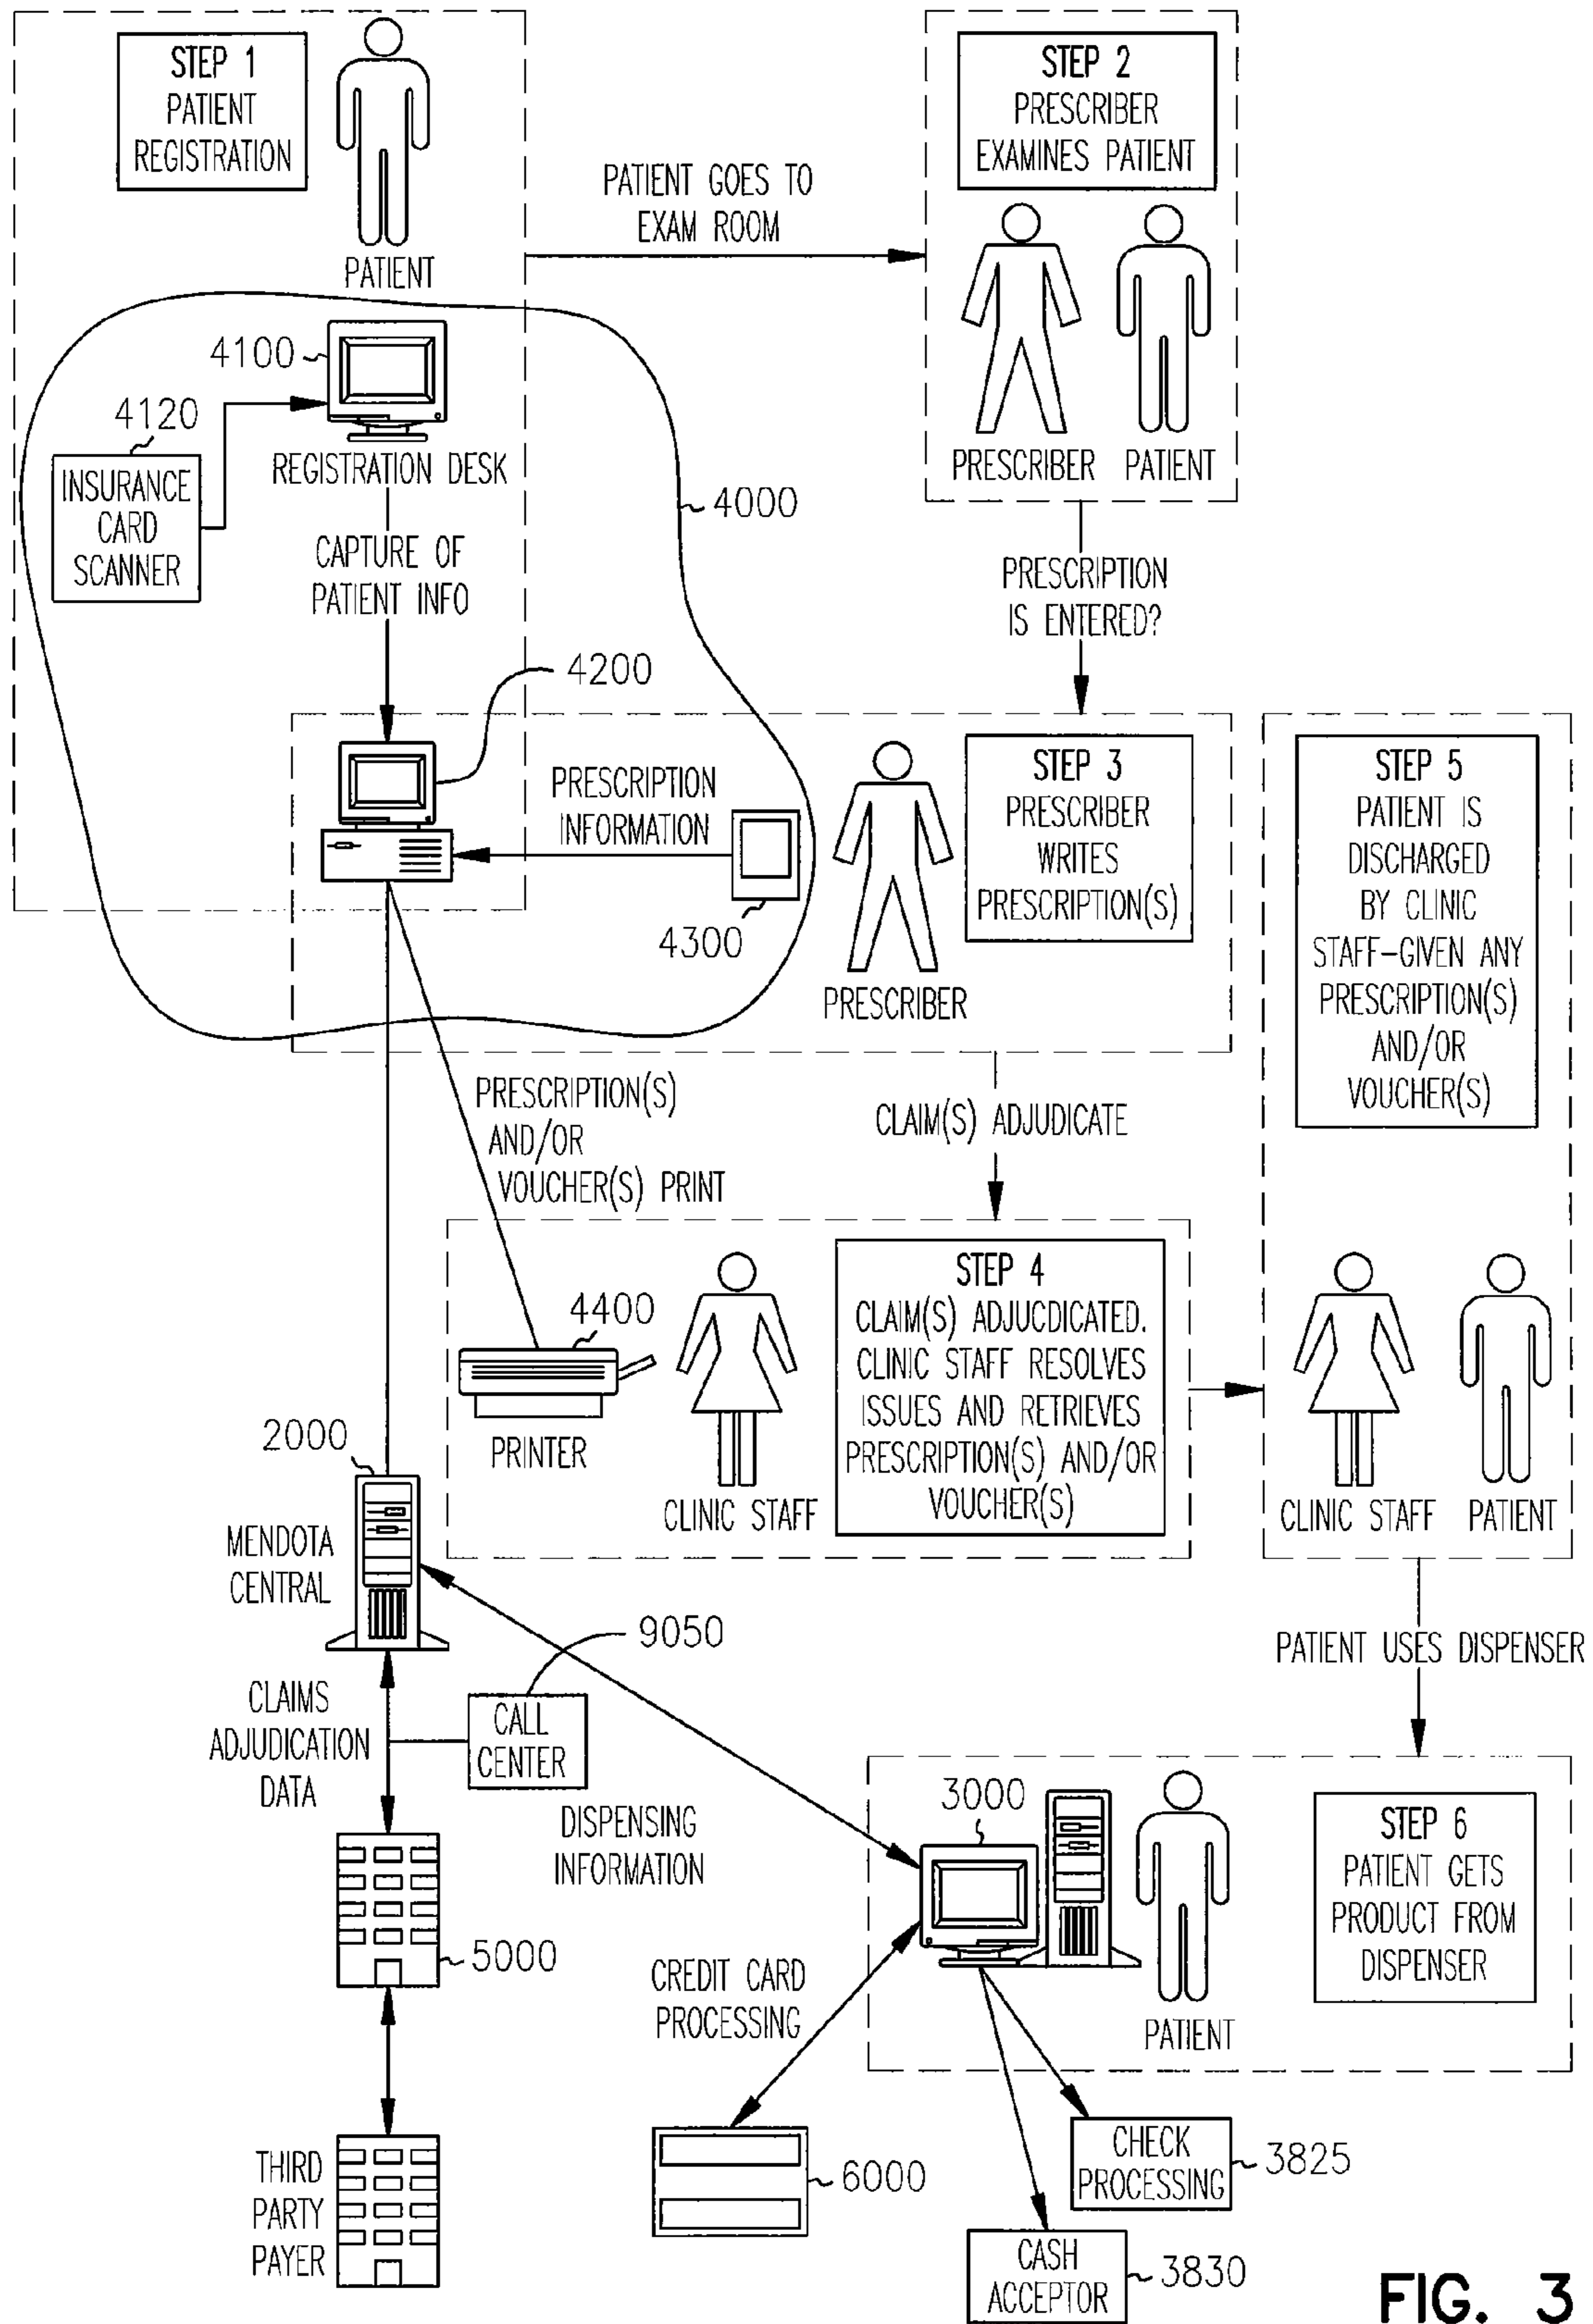 STEP 1
PATIENT
REGISTRATION
PATIENT
PATIENT GOES TO
EXAM ROOM
STEP 2
PRESCRIBER
EXAMINES PATIENT
PRESCRIBER
PATIENT
4100
4120
INSURANCE
CARD
SCANNER
REGISTRATION DESK
4000
CAPTURE OF
PATIENT INFO
PRESCRIPTION
IS ENTERED?
4200
PRESCRIPTION
INFORMATION
4300
PRESCRIBER
STEP 3
PRESCRIBER
WRITES
PRESCRIPTION(S)
STEP 5
PATIENT IS
DISCHARGED
BY CLINIC
STAFF-GIVEN ANY
PRESCRIPTION(S)
AND/OR
VOUCHER(S)
PRESCRIPTION(S)
AND/OR
VOUCHER(S) PRINT
CLAIM(S) ADJUDICATE
4400
PRINTER
CLINIC STAFF
STEP 4
CLAIM(S) ADJUCDICATED.
CLINIC STAFF RESOLVES
ISSUES AND RETRIEVES
PRESCRIPTION(S) AND/OR
VOUCHER(S)
CLINIC STAFF
PATIENT
2000
MENDOTA
CENTRAL
9050
CALL
CENTER
CLAIMS
ADJUDICATION
DATA
PATIENT USES DISPENSER
DISPENSING
INFORMATION
3000
PATIENT
STEP 6
PATIENT GETS
PRODUCT FROM
DISPENSER
5000
CREDIT CARD
PROCESSING
THIRD
PARTY
PAYER
6000
CHECK
PROCESSING
3825
CASH
ACCEPTOR
3830
FIG. 3